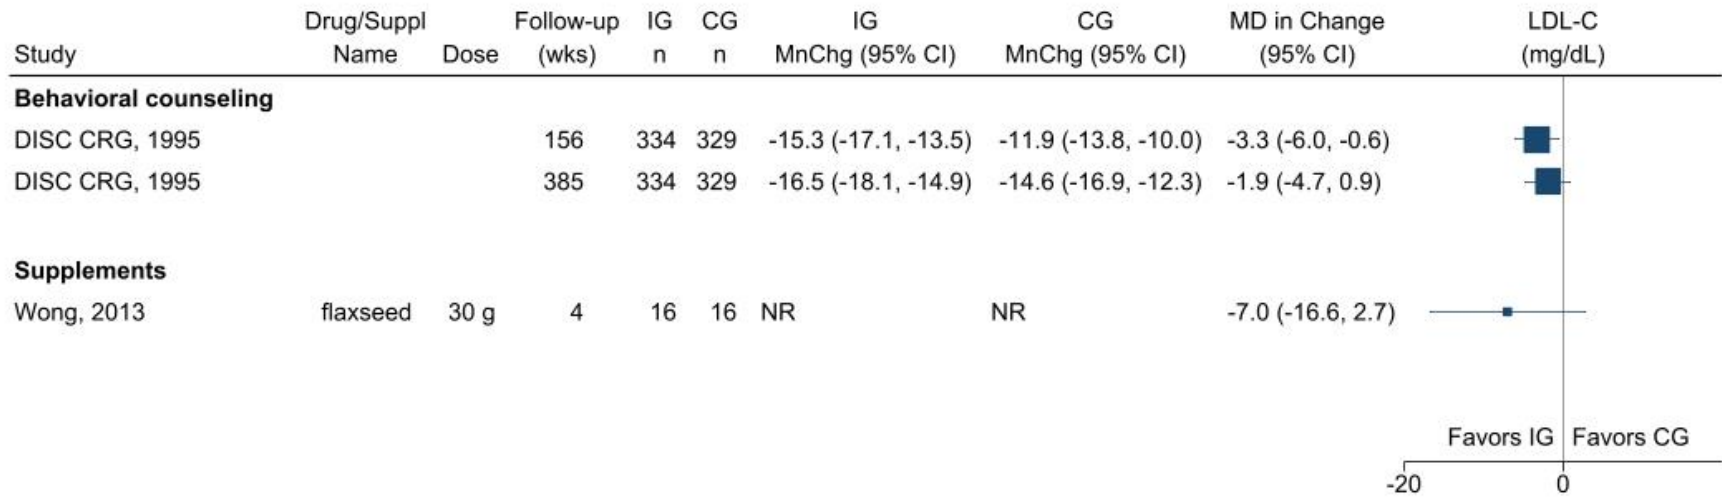 Drug/Suppl Follow-up IG CG IG CG MD in Change LDL-C
Study Name Dose (wks) n n MnChg (95% CI) MnChg (95% CI) (95% CI) (mg/dL)
Behavioral counseling
DISC CRG, 1995 156 334 329 -15.3 (-17.1, -13.5) -11.9 (-13.8, -10.0) -3.3 (-6.0, -0.6)
DISC CRG, 1995 385 334 329 -16.5 (-18.1, -14.9) -14.6 (-16.9, -12.3) -1.9 (-4.7, 0.9)
Supplements
Wong, 2013 flaxseed 30 g 4 16 16 NR NR -7.0 (-16.6, 2.7)
Favors IG Favors CG
-20 0